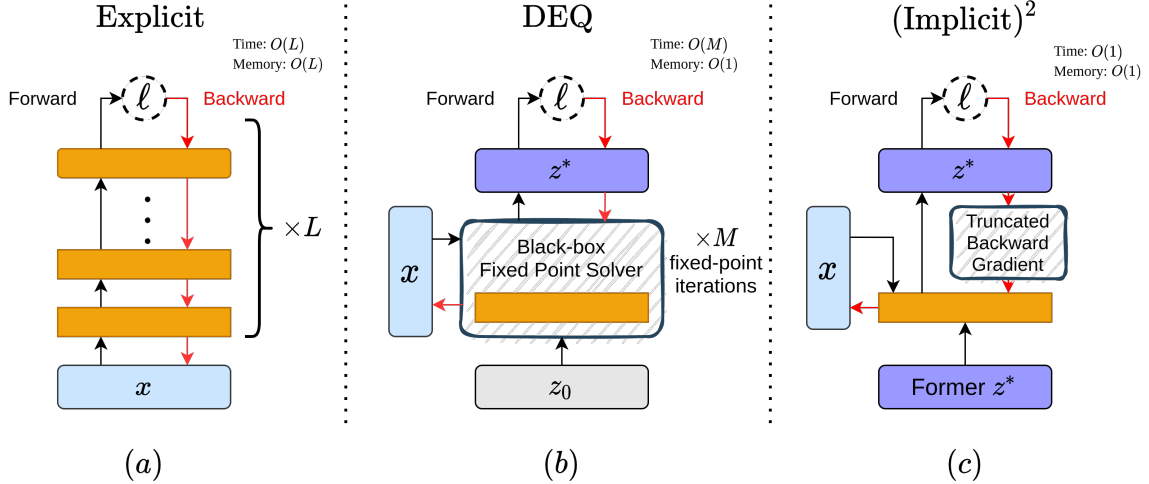 Explicit
Time: O(L)
Memory: O(L)
Forward
ℓ
Backward
× L
x
(a)
DEQ
Time: O(M)
Memory: O(1)
Forward
ℓ
Backward
z*
x
Black-box
Fixed Point Solver
×M
fixed-point
iterations
z₀
(b)
(Implicit)²
Time: O(1)
Memory: O(1)
Forward
ℓ
Backward
z*
x
Truncated
Backward
Gradient
Former z*
(c)